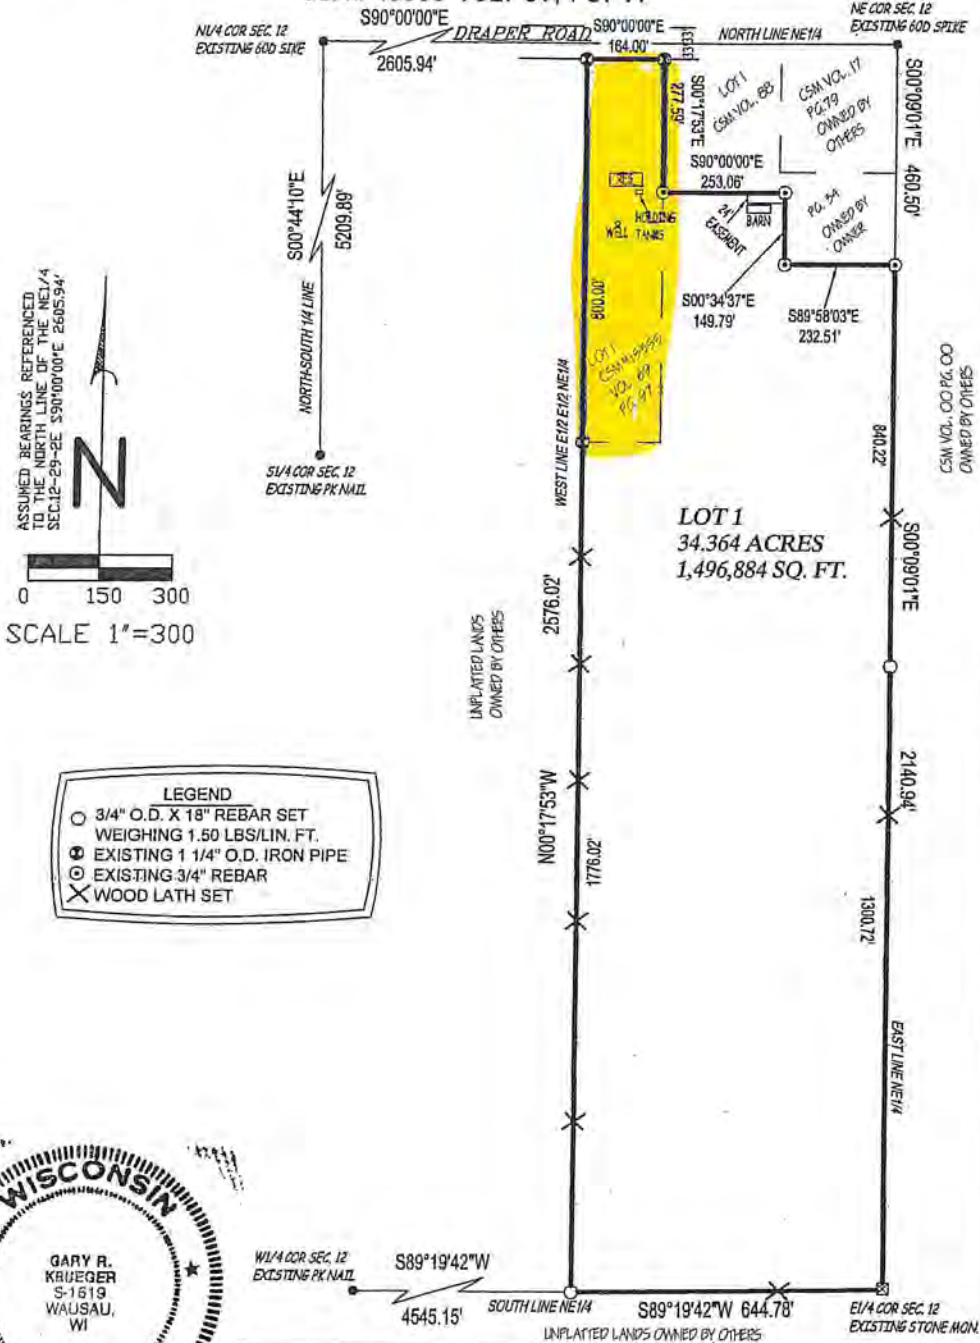 S90°00'00"E
2605.94'
DRAPER ROAD
S90°00'00"E
164.00'
33'
33'
NORTH LINE NE1/4
NE COR SEC. 12
EXISTING 60D SPIKE
N1/4 COR SEC. 12
S00°44'10"E
5209.89'
NORTH-SOUTH 1/4 LINE
S1/4 COR SEC. 12
EXISTING PK NAIL
277.59'
S00°17'53"E
LOT 1
CSM VOL. 88
CSM VOL. 17
PG.79
OWNED BY
OTHERS
S00°09'01"E 460.50'
S90°00'00"E
253.06'
24'
EASEMENT
BARN
PG. 54
OWNED BY
OWNER
RES
HOLDING
TANKS
WELL
S00°34'37"E
149.79'
S89°58'03"E
232.51'
800.00'
LOT 1
VOL. 69
WEST LINE E1/2 E1/2 NE1/4
ASSUMED BEARINGS REFERENCED
TO THE NORTH LINE OF THE NE1/4
SEC.12-29-2E S90°00'00"E 2605.94'
N
0 150 300
SCALE 1"=300
CSM VOL. 00 PG. 00
OWNED BY OTHERS
840.22'
LOT 1
34.364 ACRES
1,496,884 SQ. FT.
S00°09'01"E
2576.02'
UNPLATTED LANDS
OWNED BY OTHERS
N00°17'53"W
1776.02'
2140.94'
1300.72'
EAST LINE NE1/4
LEGEND
3/4" O.D. X 18" REBAR SET
WEIGHING 1.50 LBS/LIN. FT.
EXISTING 1 1/4" O.D. IRON PIPE
EXISTING 3/4" REBAR
WOOD LATH SET
WISCONSIN
GARY R.
KRUEGER
S-1619
WAUSAU,
WI
W1/4 COR SEC. 12
EXISTING PK NAIL
S89°19'42"W
4545.15'
SOUTH LINE NE1/4
S89°19'42"W 644.78'
E1/4 COR SEC. 12
EXISTING STONE MON.
UNPLATTED LANDS OWNED BY OTHERS